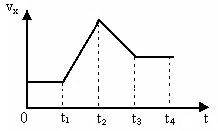 vₓ
0 t₁ t₂ t₃ t₄ t